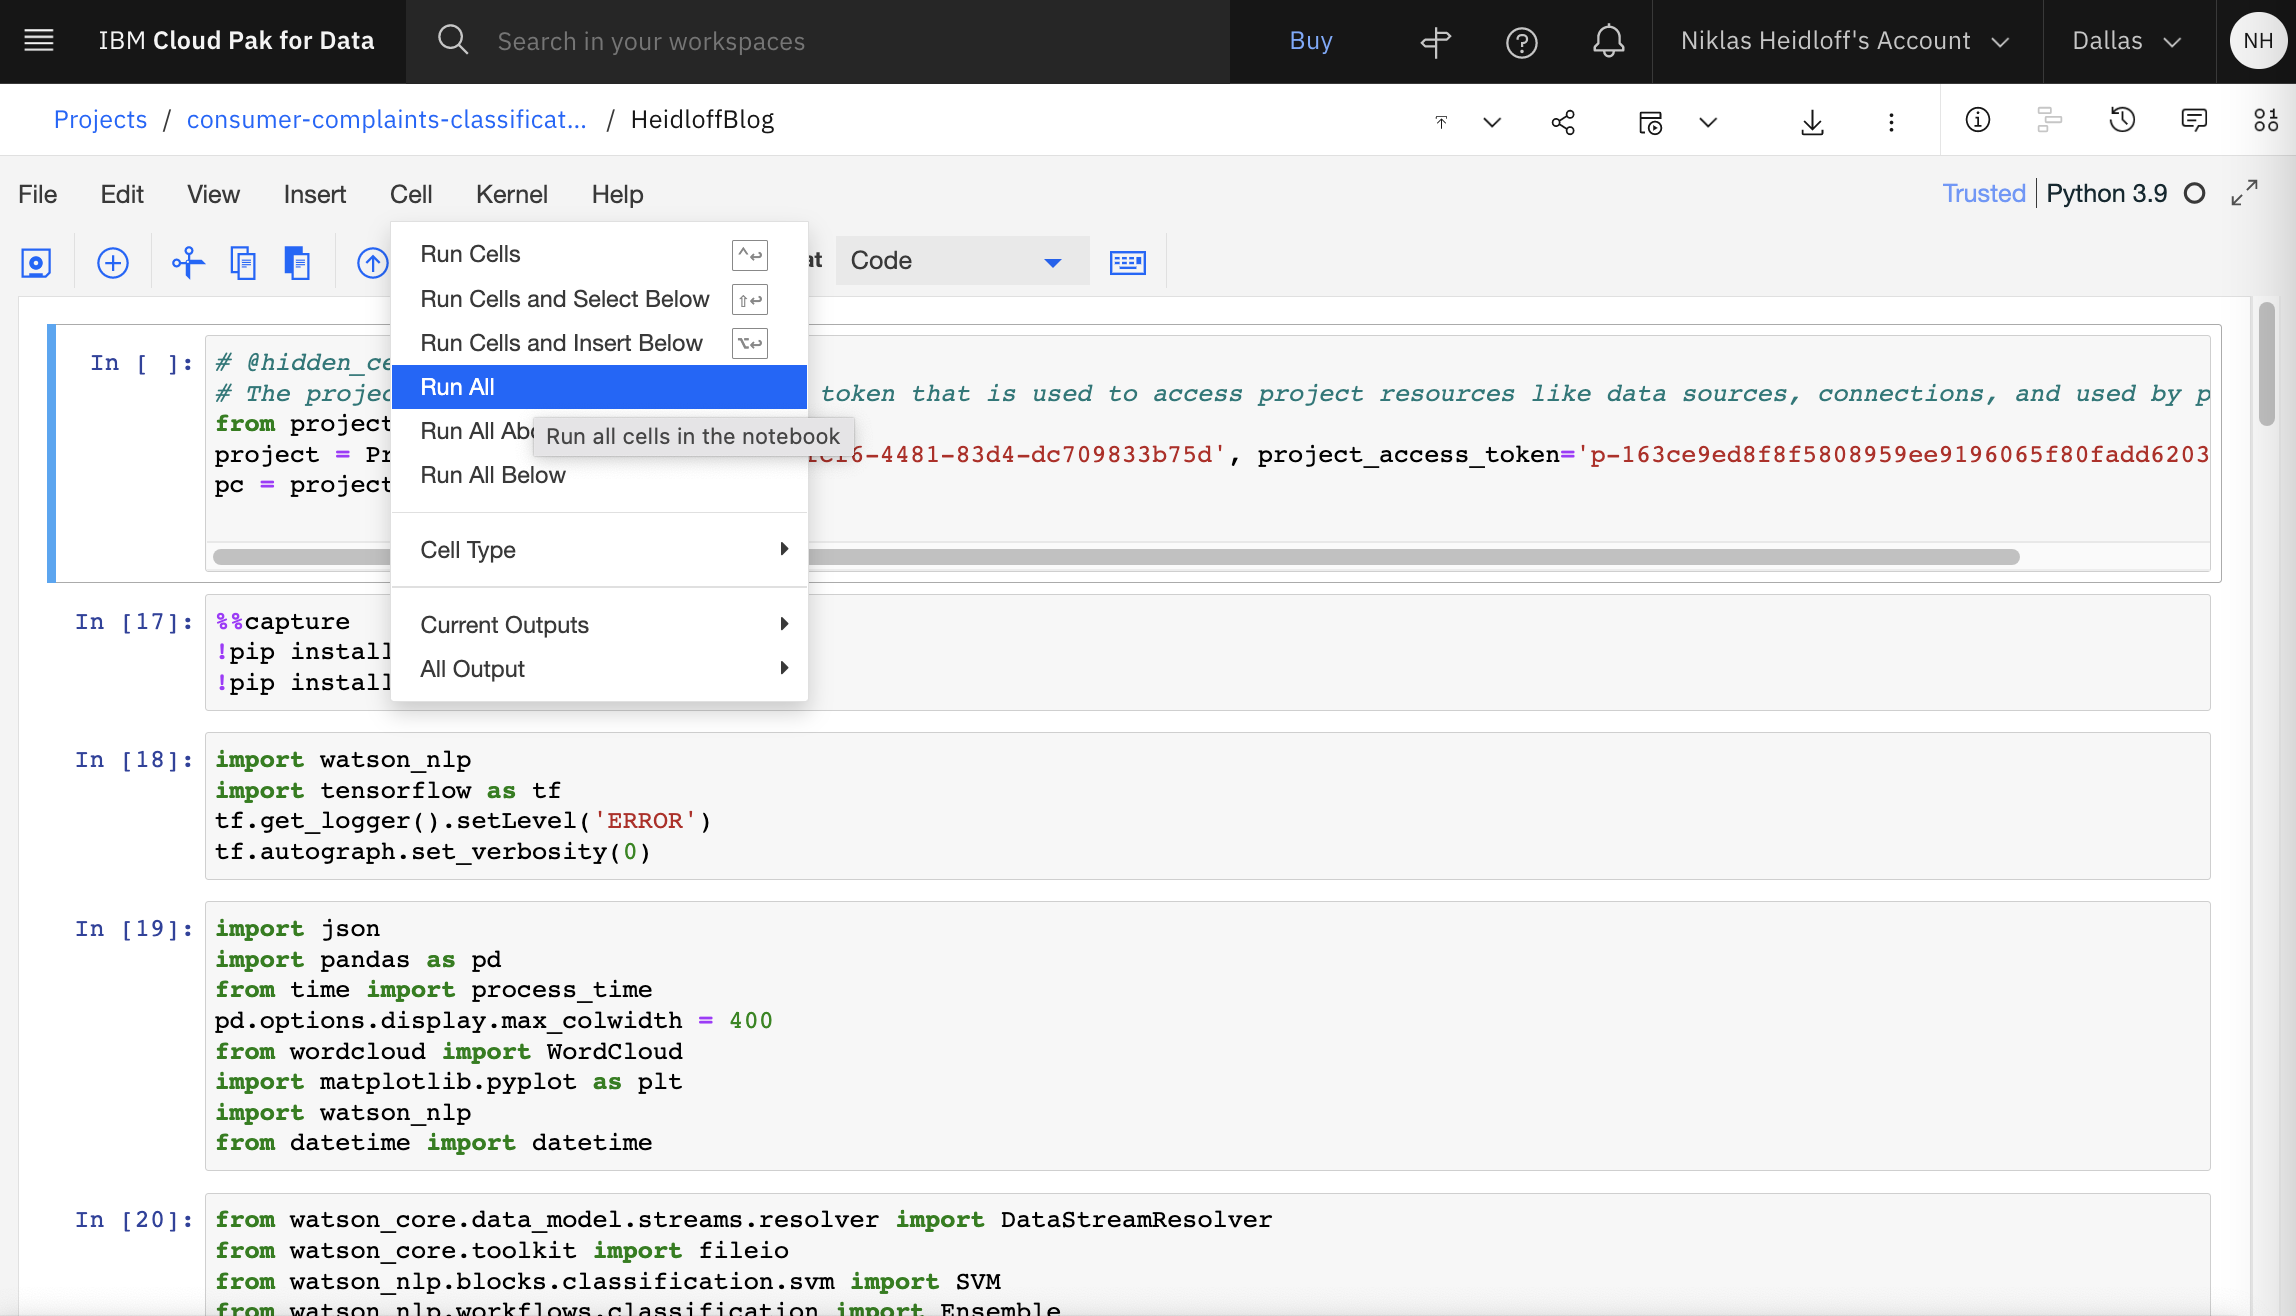 IBM Cloud Pak for Data
Search in your workspaces
Buy
Niklas Heidloff's Account
Dallas
NH
Projects / consumer-complaints-classificat... / HeidloffBlog
File Edit View Insert Cell Kernel Help
Trusted Python 3.9
Code
Run Cells ^↩
Run Cells and Select Below ⇧↩
Run Cells and Insert Below ⌥↩
Run All
Run All
Run all cells in the notebook
Run All Below
Cell Type
Current Outputs
All Output
In [ ]:
# @hidden
# The token that is used to access project resources like data sources, connections, and used by
from project
project =
-4481-83d4-dc709833b75d', project_access_token='p-163ce9ed8f8f5808959ee9196065f80fadd6203
pc = project
In [17]:
%%capture
!pip install
!pip install
In [18]:
import watson_nlp
import tensorflow as tf
tf.get_logger().setLevel('ERROR')
tf.autograph.set_verbosity(0)
In [19]:
import json
import pandas as pd
from time import process_time
pd.options.display.max_colwidth = 400
from wordcloud import WordCloud
import matplotlib.pyplot as plt
import watson_nlp
from datetime import datetime
In [20]:
from watson_core.data_model.streams.resolver import DataStreamResolver
from watson_core.toolkit import fileio
from watson_nlp.blocks.classification.svm import SVM
from watson_nlp.workflows.classification import Ensemble